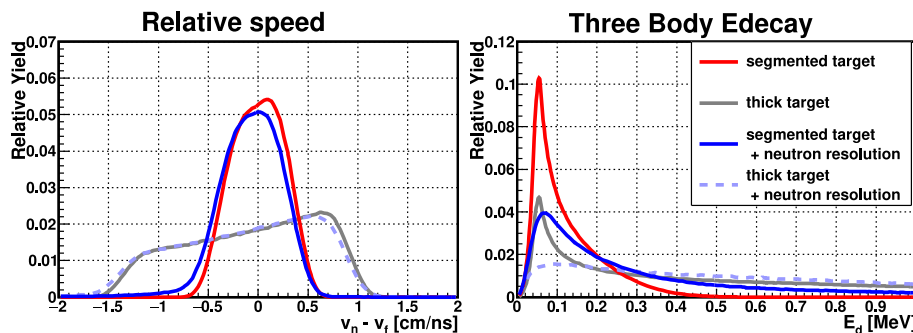 Relative speed
Relative Yield
0.07
0.06
0.05
0.04
0.03
0.02
0.01
0
−2
−1.5
−1
−0.5
0
0.5
1
1.5
2
v_n - v_f [cm/ns]
Three Body Edecay
Relative Yield
0.12
0.1
0.08
0.06
0.04
0.02
0
0
0.1
0.2
0.3
0.4
0.5
0.6
0.7
0.8
0.9
E_d [MeV]
segmented target
thick target
segmented target
+ neutron resolution
thick target
+ neutron resolution